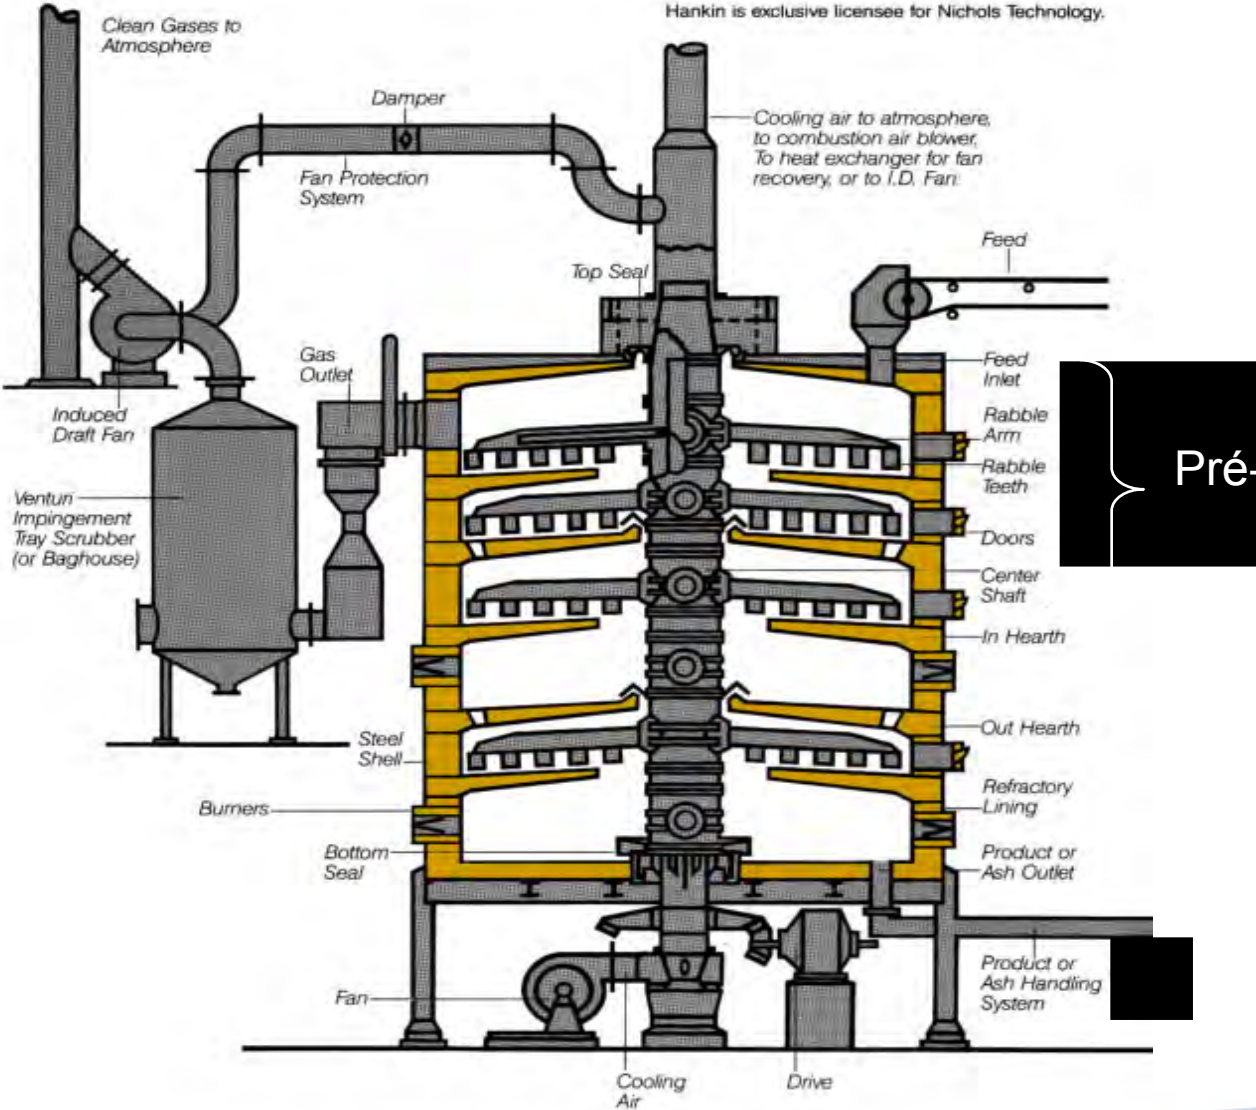 Hankin is exclusive licensee for Nichols Technology.
Clean Gases to
Atmosphere
Damper
Cooling air to atmosphere,
to combustion air blower,
To heat exchanger for fan
recovery, or to I.D. Fan.
Fan Protection
System
Feed
Top Seal
Gas
Outlet
Feed
Inlet
Induced
Draft Fan
Rabble
Arm
Rabble
Teeth
Pré-
Venturi
Impingement
Tray Scrubber
(or Baghouse)
Doors
Center
Shaft
In Hearth
Out Hearth
Steel
Shell
Refractory
Lining
Burners
Bottom
Seal
Product or
Ash Outlet
Product or
Ash Handling
System
Fan
Cooling
Air
Drive